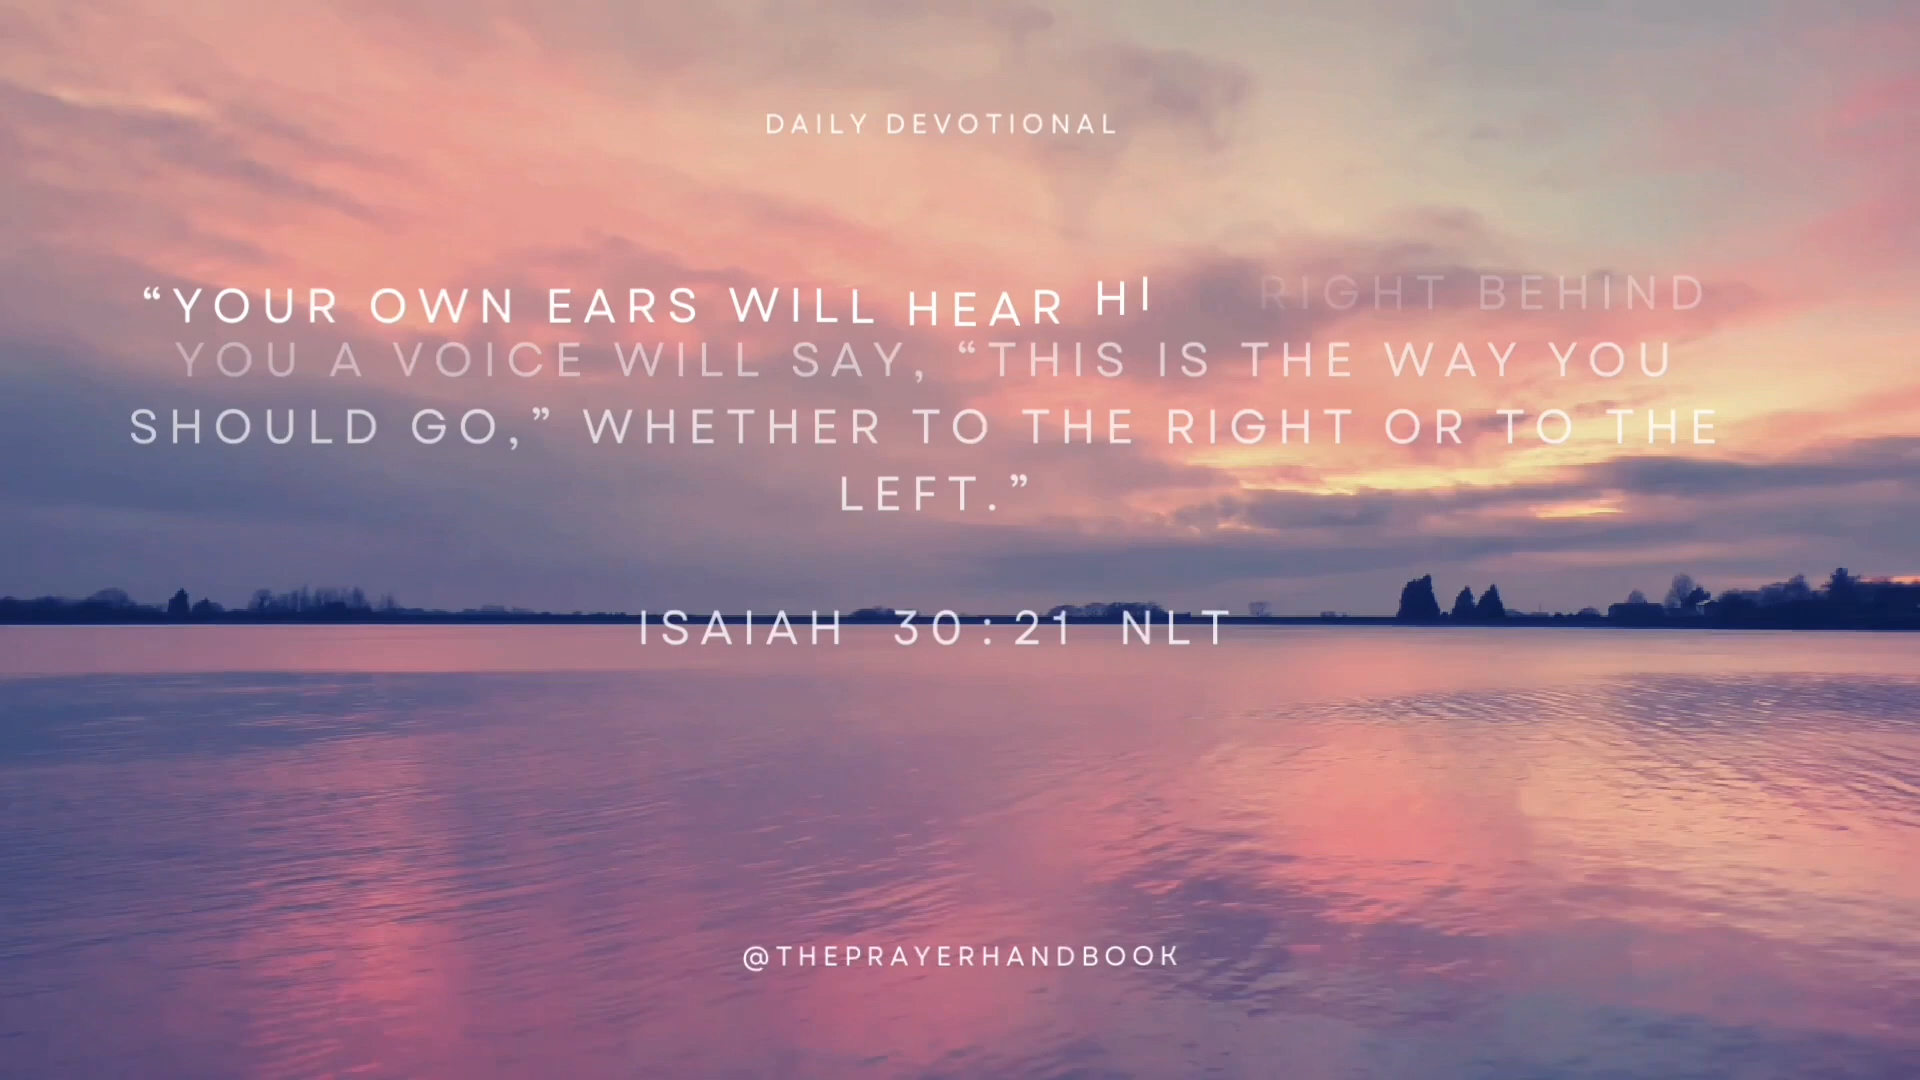 DAILY DEVOTIONAL
“YOUR OWN EARS WILL HEAR HI RIGHT BEHIND
YOU A VOICE WILL SAY, “THIS IS THE WAY YOU
SHOULD GO,” WHETHER TO THE RIGHT OR TO THE
LEFT.”
ISAIAH 30:21 NLT
@THEPRAYERHANDBOOK